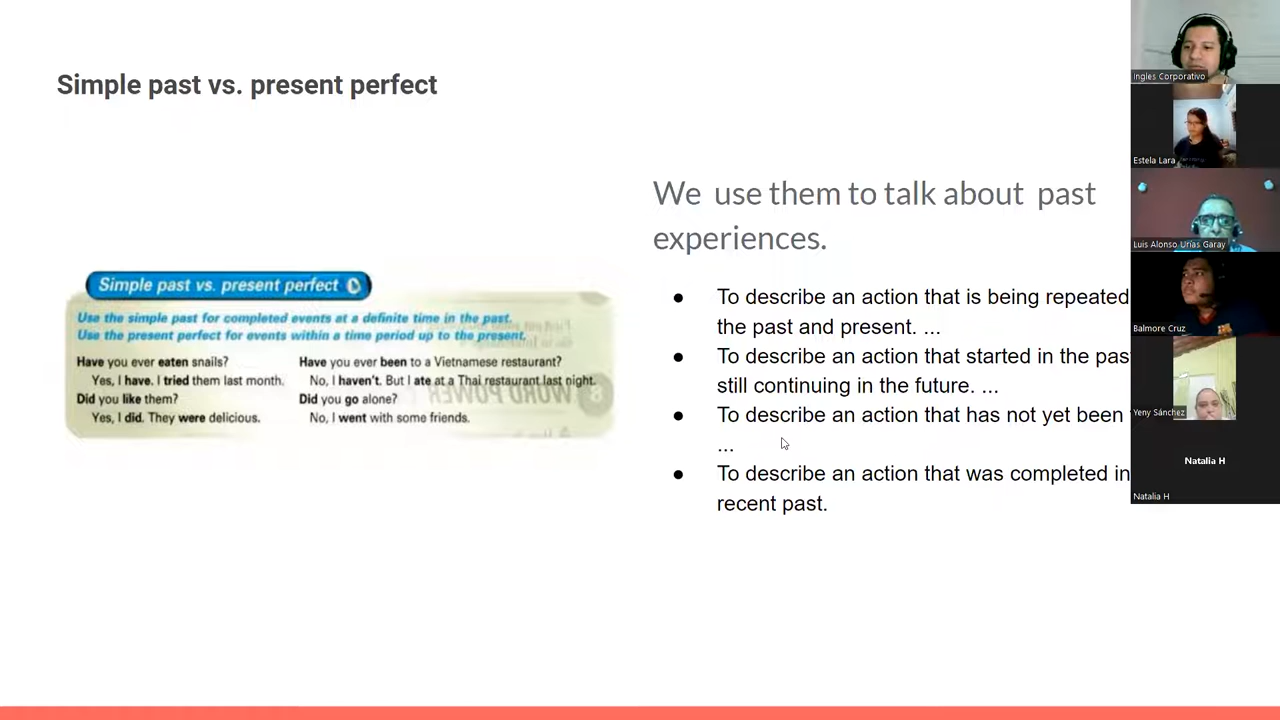 Simple past vs. present perfect
We use them to talk about past
experiences.
● To describe an action that is being repeated
the past and present. ...
● To describe an action that started in the pas
still continuing in the future. ...
● To describe an action that has not yet been
...
● To describe an action that was completed in
recent past.
Simple past vs. present perfect
Use the simple past for completed events at a definite time in the past.
Use the present perfect for events within a time period up to the present.
Have you ever eaten snails?
Yes, I have. I tried them last month.
Did you like them?
Yes, I did. They were delicious.
Have you ever been to a Vietnamese restaurant?
No, I haven't. But I ate at a Thai restaurant last night.
Did you go alone?
No, I went with some friends.
WORD POWER
Ingles Corporativo
Estela Lara
Luis Alonso Urías Garay
Balmore Cruz
Yeny Sánchez
Natalia H
Natalia H